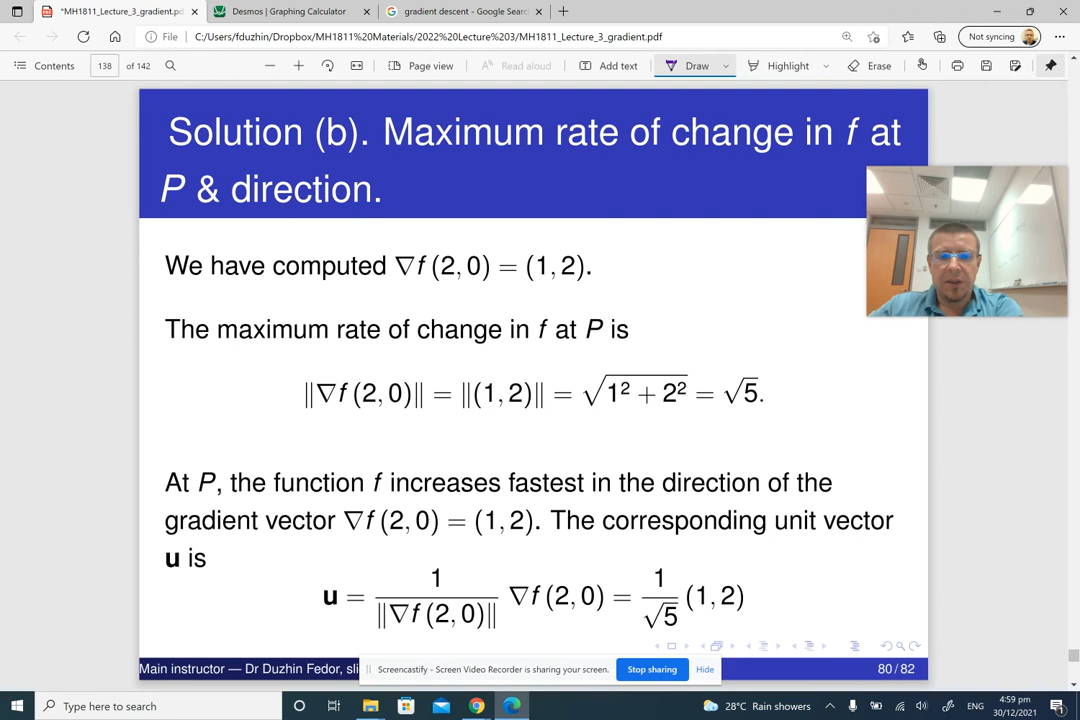 *MH1811_Lecture_3_gradient.pdf
Desmos | Graphing Calculator
gradient descent - Google Searc
File
C:/Users/fduzhin/Dropbox/MH1811%20Materials/2022%20Lecture%203/MH1811_Lecture_3_gradient.pdf
Not syncing
Contents
138
of 142
Page view
Read aloud
Add text
Draw
Highlight
Erase
Solution (b). Maximum rate of change in f at
P & direction.
We have computed ∇f (2, 0) = (1, 2).
The maximum rate of change in f at P is
‖∇f (2, 0)‖ = ‖(1, 2)‖ = √(1² + 2²) = √5.
At P, the function f increases fastest in the direction of the
gradient vector ∇f (2, 0) = (1, 2). The corresponding unit vector
u is
u = 1/‖∇f (2, 0)‖ ∇f (2, 0) = 1/√5 (1, 2)
Main instructor — Dr Duzhin Fedor, sli
80 / 82
Screencastify - Screen Video Recorder is sharing your screen.
Stop sharing
Hide
Type here to search
28°C Rain showers
ENG
4:59 pm
30/12/2021
1